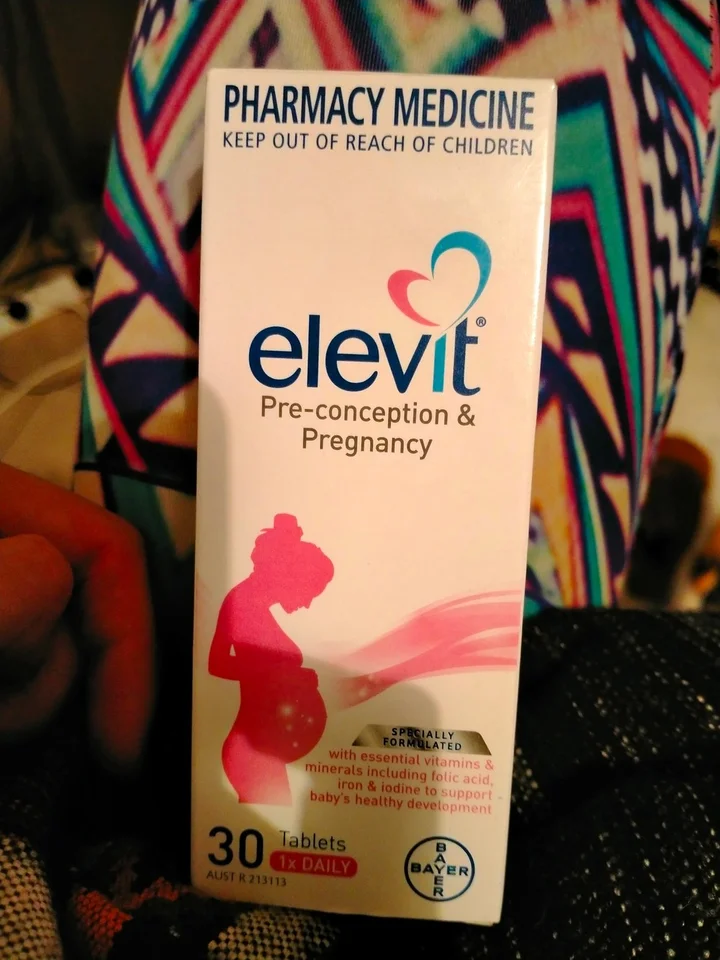 PHARMACY MEDICINE
KEEP OUT OF REACH OF CHILDREN
elevit®
Pre-conception &
Pregnancy
SPECIALLY
FORMULATED
with essential vitamins &
minerals including folic acid,
iron & iodine to support
baby's healthy development
30 Tablets
1x DAILY
AUST R 213113
BAYER
BAYER